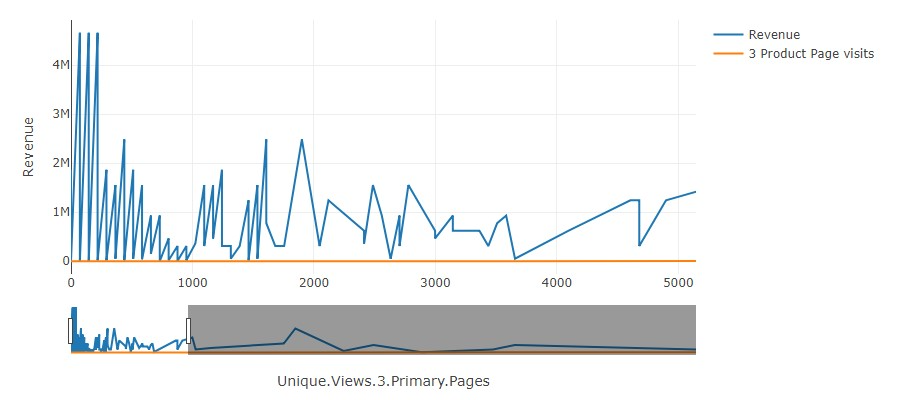 Revenue
3 Product Page visits
4M
3M
2M
1M
0
Revenue
0 1000 2000 3000 4000 5000
Unique.Views.3.Primary.Pages